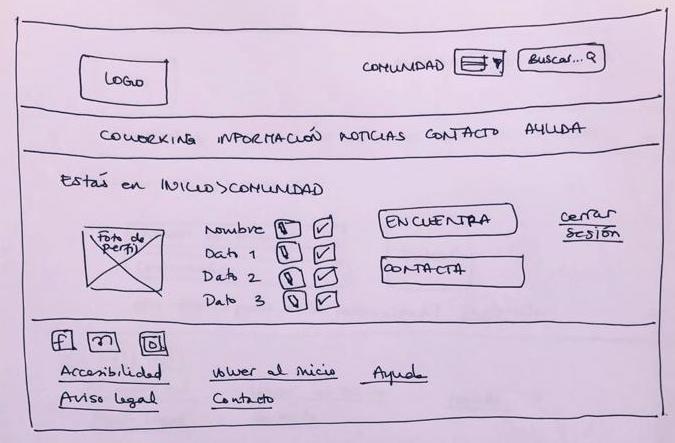 LOGO
COMUNIDAD
Buscar...
COWORKING INFORMACIÓN NOTICIAS CONTACTO AYUDA
Estás en INICIO>COMUNIDAD
Foto de
perfil
Nombre
Dato 1
Dato 2
Dato 3
ENCUENTRA
CONTACTA
cerrar
sesión
f
Accesibilidad volver al inicio Ayuda
Aviso legal Contacto